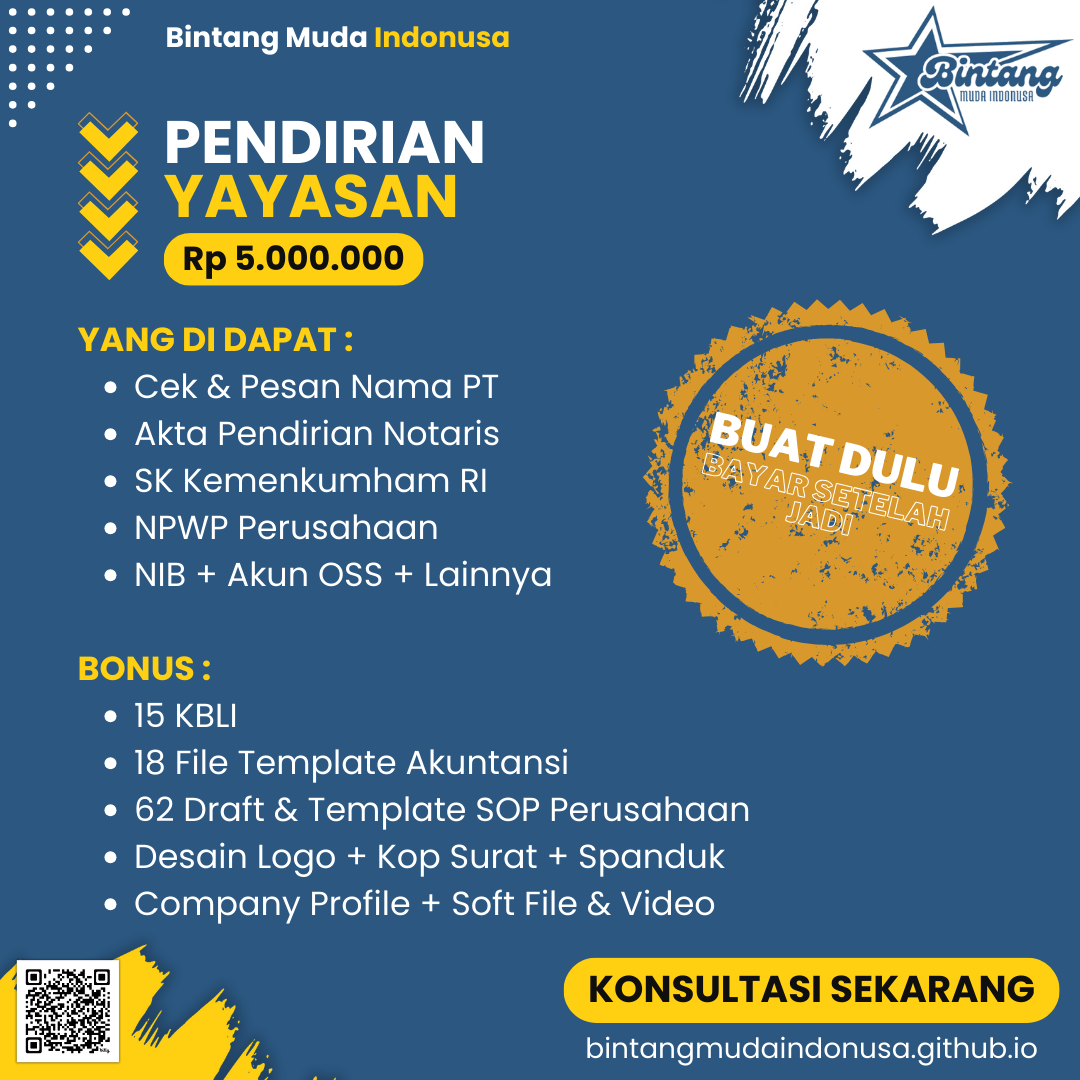 Bintang Muda Indonusa
Bintang
MUDA INDONUSA
PENDIRIAN
YAYASAN
Rp 5.000.000
YANG DI DAPAT :
Cek & Pesan Nama PT
Akta Pendirian Notaris
SK Kemenkumham RI
NPWP Perusahaan
NIB + Akun OSS + Lainnya
BUAT DULU
BAYAR SETELAH
JADI
BONUS :
15 KBLI
18 File Template Akuntansi
62 Draft & Template SOP Perusahaan
Desain Logo + Kop Surat + Spanduk
Company Profile + Soft File & Video
KONSULTASI SEKARANG
bintangmudaindonusa.github.io